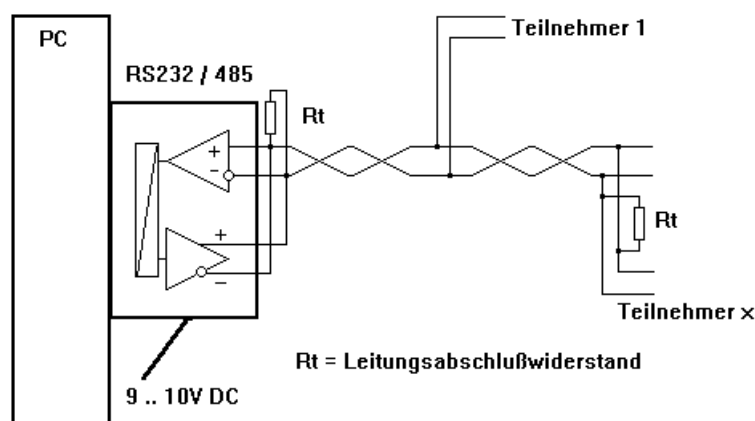 PC
Teilnehmer 1
RS232 / 485
Rt
+
-
+
-
Rt
Teilnehmer x
Rt = Leitungsabschlußwiderstand
9 .. 10V DC